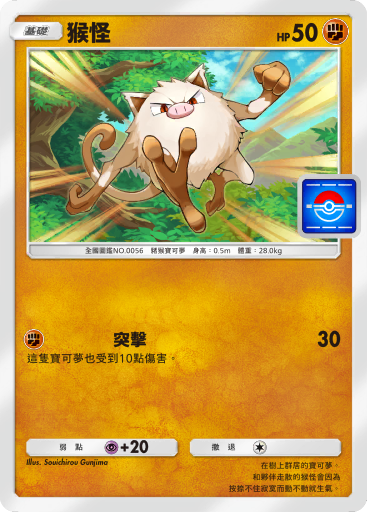 基礎 猴怪 HP 50
全國圖鑑NO.0056 豬猴寶可夢 身高：0.5m 體重：28.0kg
突擊 30
這隻寶可夢也受到10點傷害。
弱點 +20 撤退
Illus. Souichirou Gunjima
在樹上群居的寶可夢。
和夥伴走散的猴怪會因為
按捺不住寂寞而動不動就生氣。